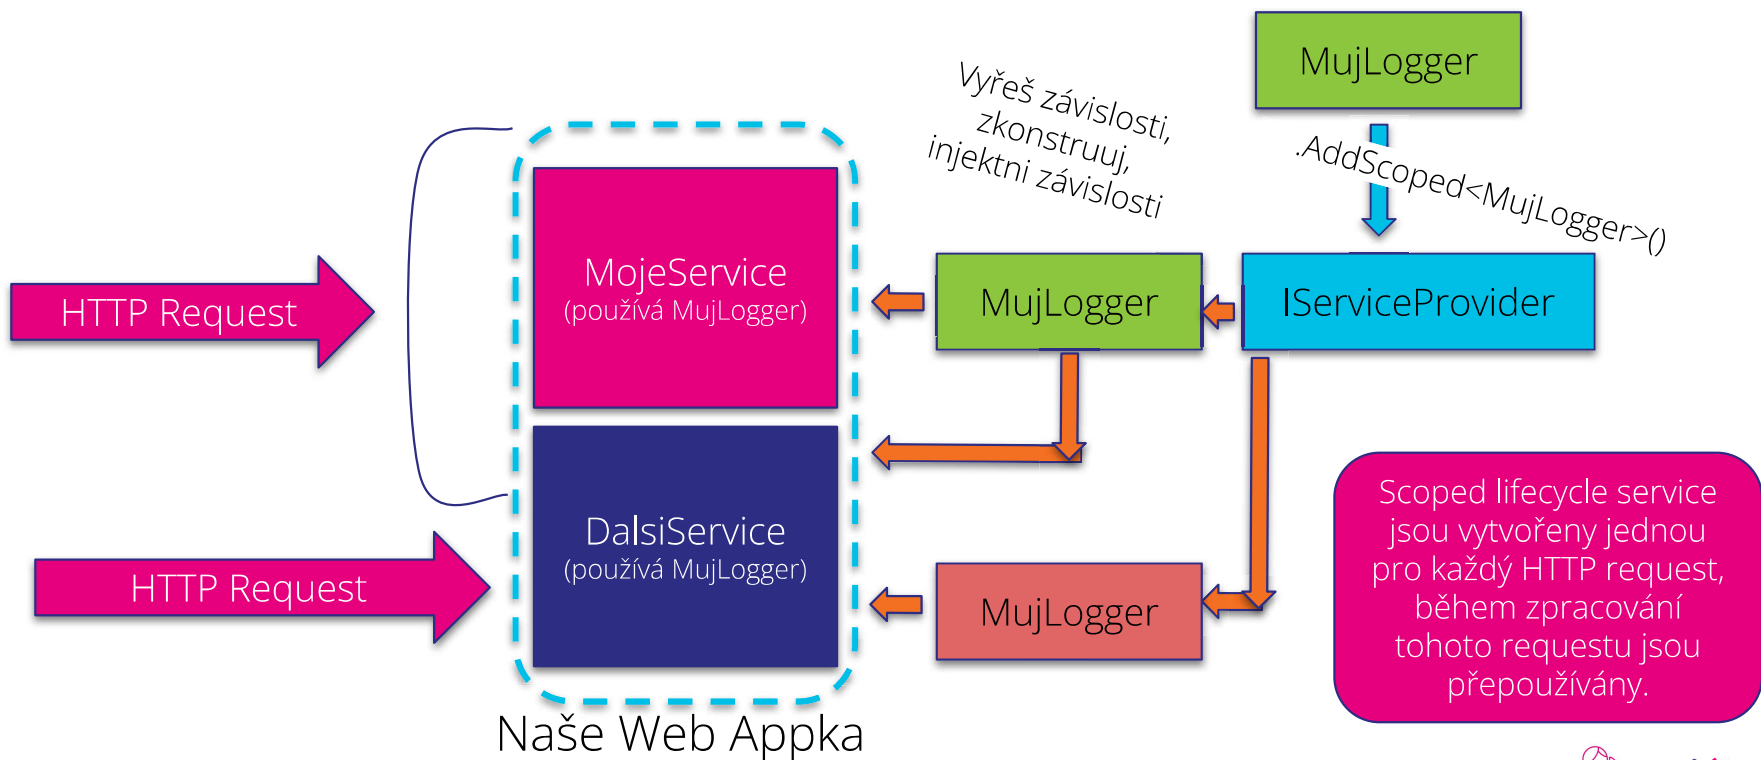 MujLogger
Vyřeš závislosti,
zkonstruuj,
injektni závislosti
.AddScoped<MujLogger>()
HTTP Request
MojeService
(používá MujLogger)
MujLogger
IServiceProvider
HTTP Request
DalsiService
(používá MujLogger)
MujLogger
Scoped lifecycle service
jsou vytvořeny jednou
pro každý HTTP request,
během zpracování
tohoto requestu jsou
přepoužívány.
Naše Web Appka